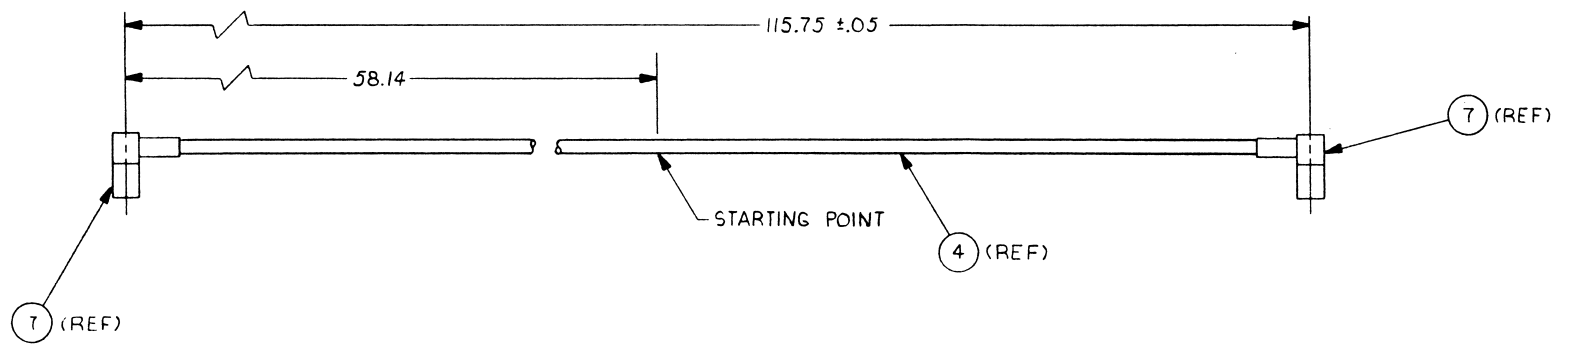 115.75 ±.05
58.14
7 (REF)
STARTING POINT
4 (REF)
7 (REF)